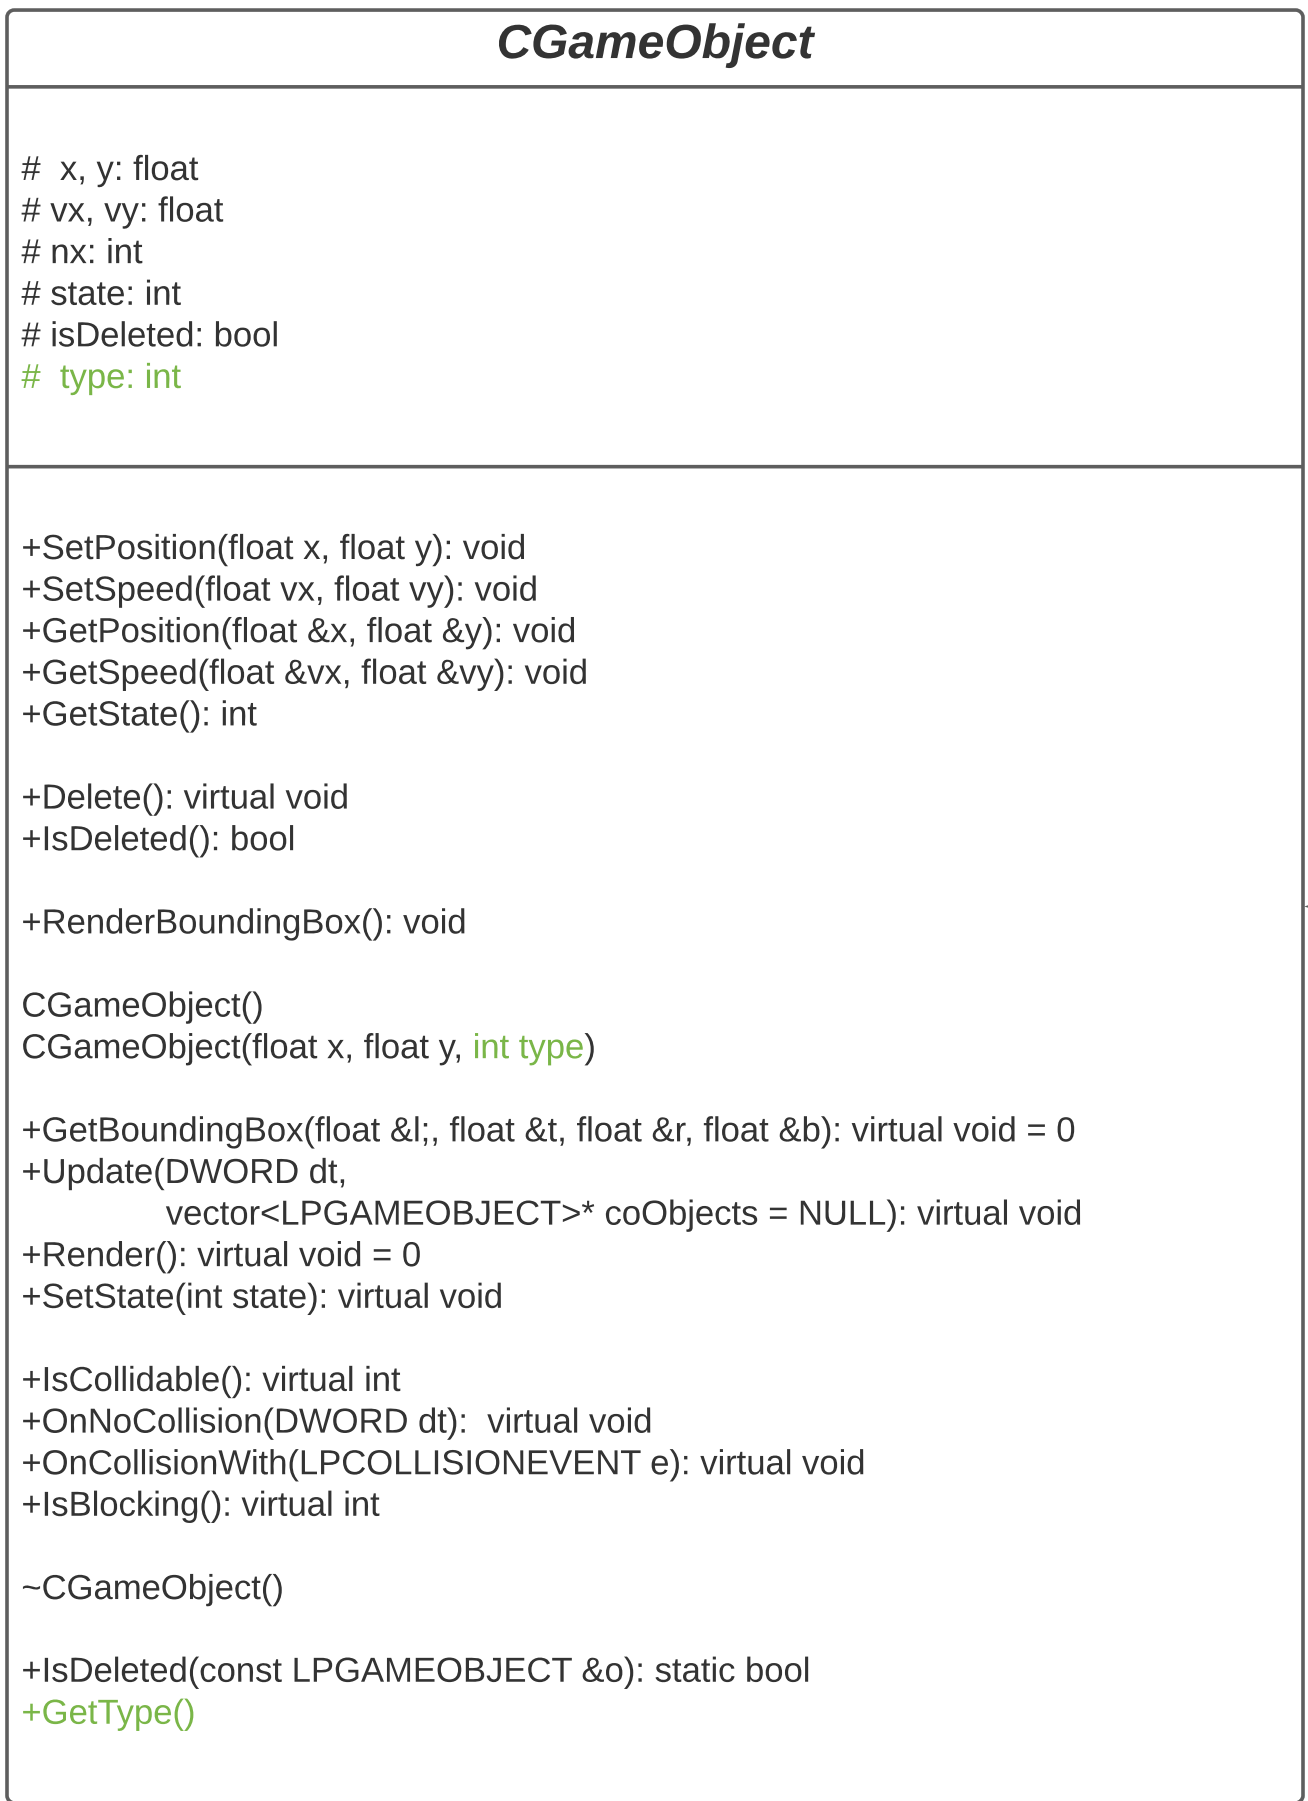 CGameObject
#  x, y: float
# vx, vy: float
# nx: int
# state: int
# isDeleted: bool
#  type: int
+SetPosition(float x, float y): void
+SetSpeed(float vx, float vy): void
+GetPosition(float &x, float &y): void
+GetSpeed(float &vx, float &vy): void
+GetState(): int
+Delete(): virtual void
+IsDeleted(): bool
+RenderBoundingBox(): void
CGameObject()
CGameObject(float x, float y, int type)
+GetBoundingBox(float &l;, float &t, float &r, float &b): virtual void = 0
+Update(DWORD dt,
vector<LPGAMEOBJECT>* coObjects = NULL): virtual void
+Render(): virtual void = 0
+SetState(int state): virtual void
+IsCollidable(): virtual int
+OnNoCollision(DWORD dt):  virtual void
+OnCollisionWith(LPCOLLISIONEVENT e): virtual void
+IsBlocking(): virtual int
~CGameObject()
+IsDeleted(const LPGAMEOBJECT &o): static bool
+GetType()